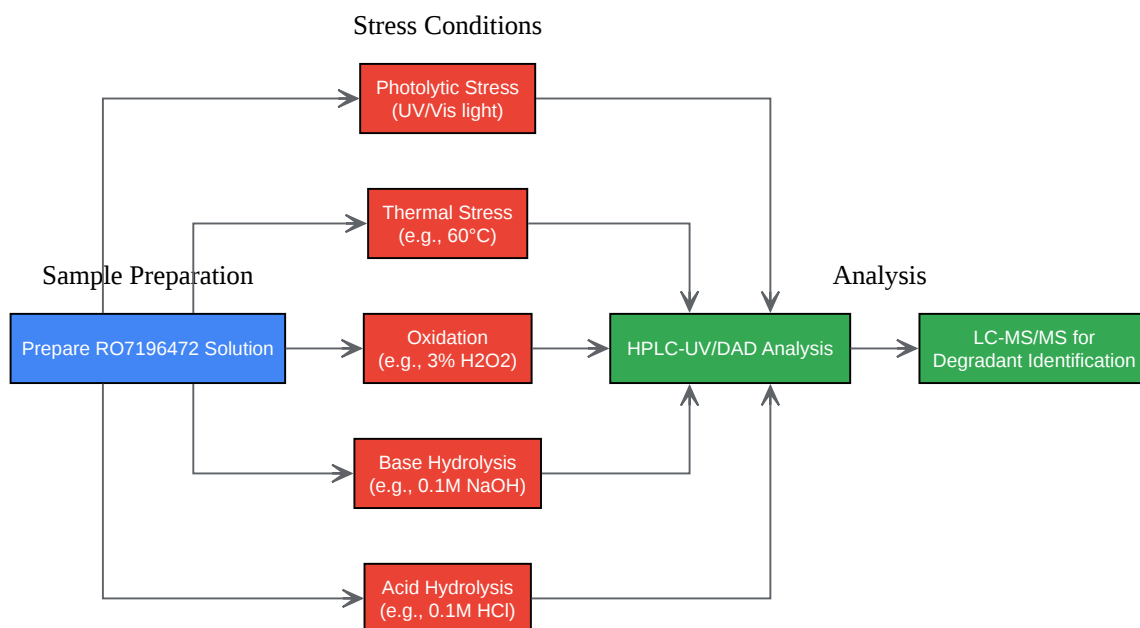 Stress Conditions
Photolytic Stress
(UV/Vis light)
Thermal Stress
(e.g., 60°C)
Sample Preparation
Analysis
Prepare RO7196472 Solution
Oxidation
(e.g., 3% H2O2)
HPLC-UV/DAD Analysis
LC-MS/MS for
Degradant Identification
Base Hydrolysis
(e.g., 0.1M NaOH)
Acid Hydrolysis
(e.g., 0.1M HCl)